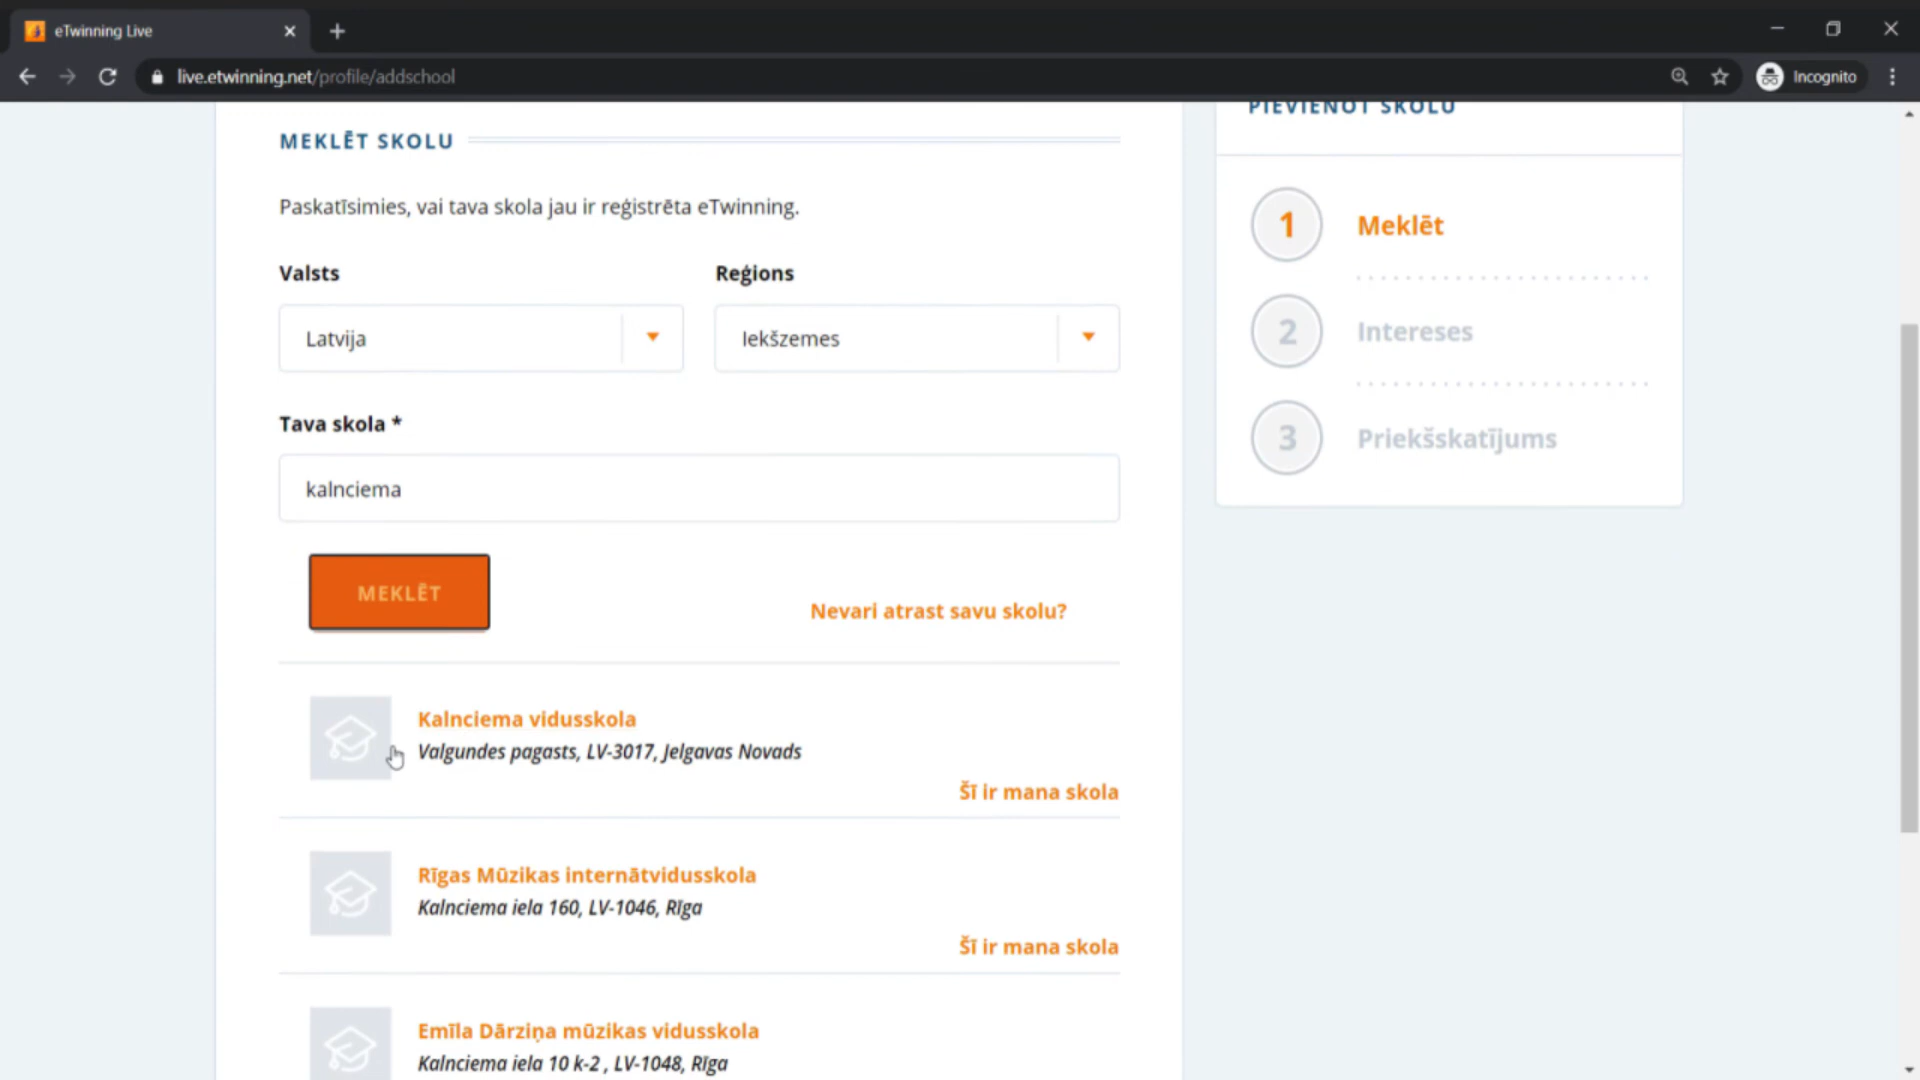 eTwinning Live
live.etwinning.net/profile/addschool
Incognito
MEKLĒT SKOLU
Paskatīsimies, vai tava skola jau ir reģistrēta eTwinning.
Valsts
Reģions
Latvija
Iekšzemes
Tava skola *
kalnciema
MEKLĒT
Nevari atrast savu skolu?
Kalnciema vidusskola
Valgundes pagasts, LV-3017, Jelgavas Novads
Šī ir mana skola
Rīgas Mūzikas internātvidusskola
Kalnciema iela 160, LV-1046, Rīga
Šī ir mana skola
Emīla Dārziņa mūzikas vidusskola
Kalnciema iela 10 k-2 , LV-1048, Rīga
PIEVIENOT SKOLU
1 Meklēt
2 Intereses
3 Priekšskatījums